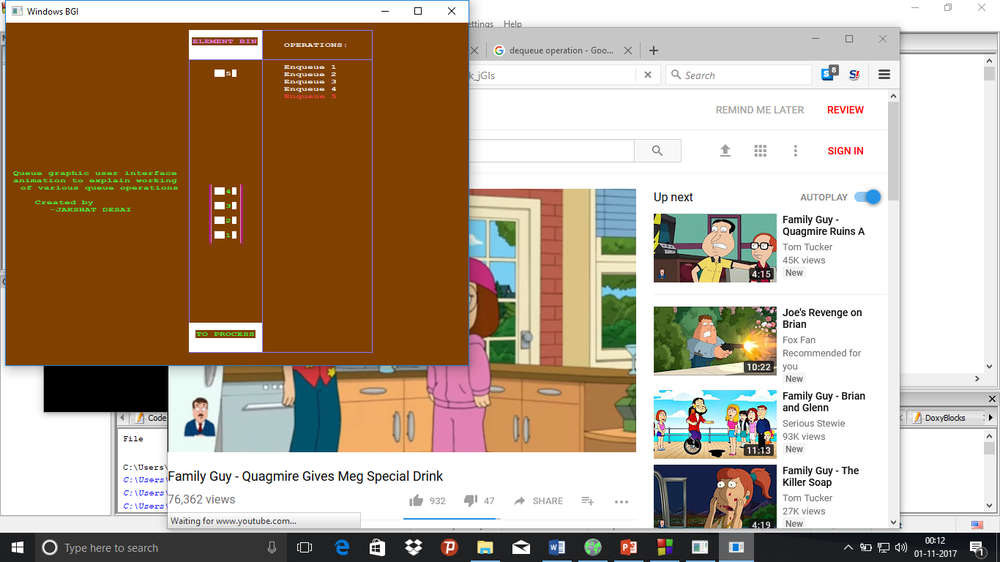 Windows BGI
ELEMENT BIN
OPERATIONS:
5
Enqueue 1
Enqueue 2
Enqueue 3
Enqueue 4
Enqueue 5
Queue graphic user interface
animation to explain working
of various queue operations
Created by
-JAKSHAT DESAI
4
3
2
1
TO PROCESS
ettings Help
dequeue operation - Goo...
k_jGIs
Search
8
REMIND ME LATER REVIEW
SIGN IN
Up next AUTOPLAY
Family Guy -
Quagmire Ruins A
Tom Tucker
45K views
New
4:15
Joe's Revenge on
Brian
Fox Fan
Recommended for
you
New
10:22
Family Guy - Brian
and Glenn
Serious Stewie
93K views
New
11:13
Family Guy - The
Killer Soap
Tom Tucker
27K views
New
4:19
Family Guy - Quagmire Gives Meg Special Drink
76,362 views
932 47 SHARE
Waiting for www.youtube.com...
Code
File
C:\Users\
C:\Users\
C:\Users\
C:\Users\
DoxyBlocks
Type here to search
00:12
01-11-2017
1